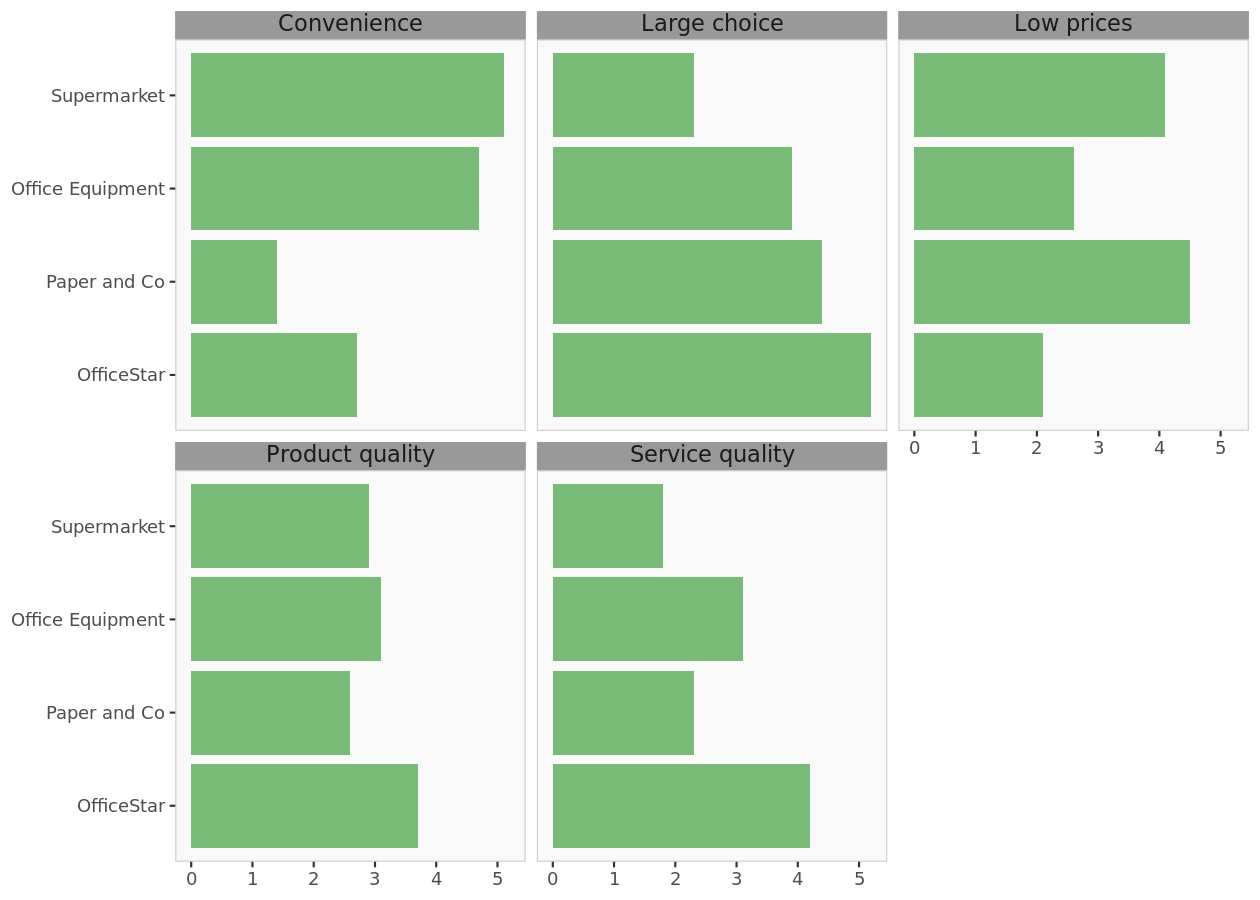 Convenience
Large choice
Low prices
Supermarket
Office Equipment
Paper and Co
OfficeStar
0 1 2 3 4 5
Product quality
Service quality
Supermarket
Office Equipment
Paper and Co
OfficeStar
0 1 2 3 4 5
0 1 2 3 4 5